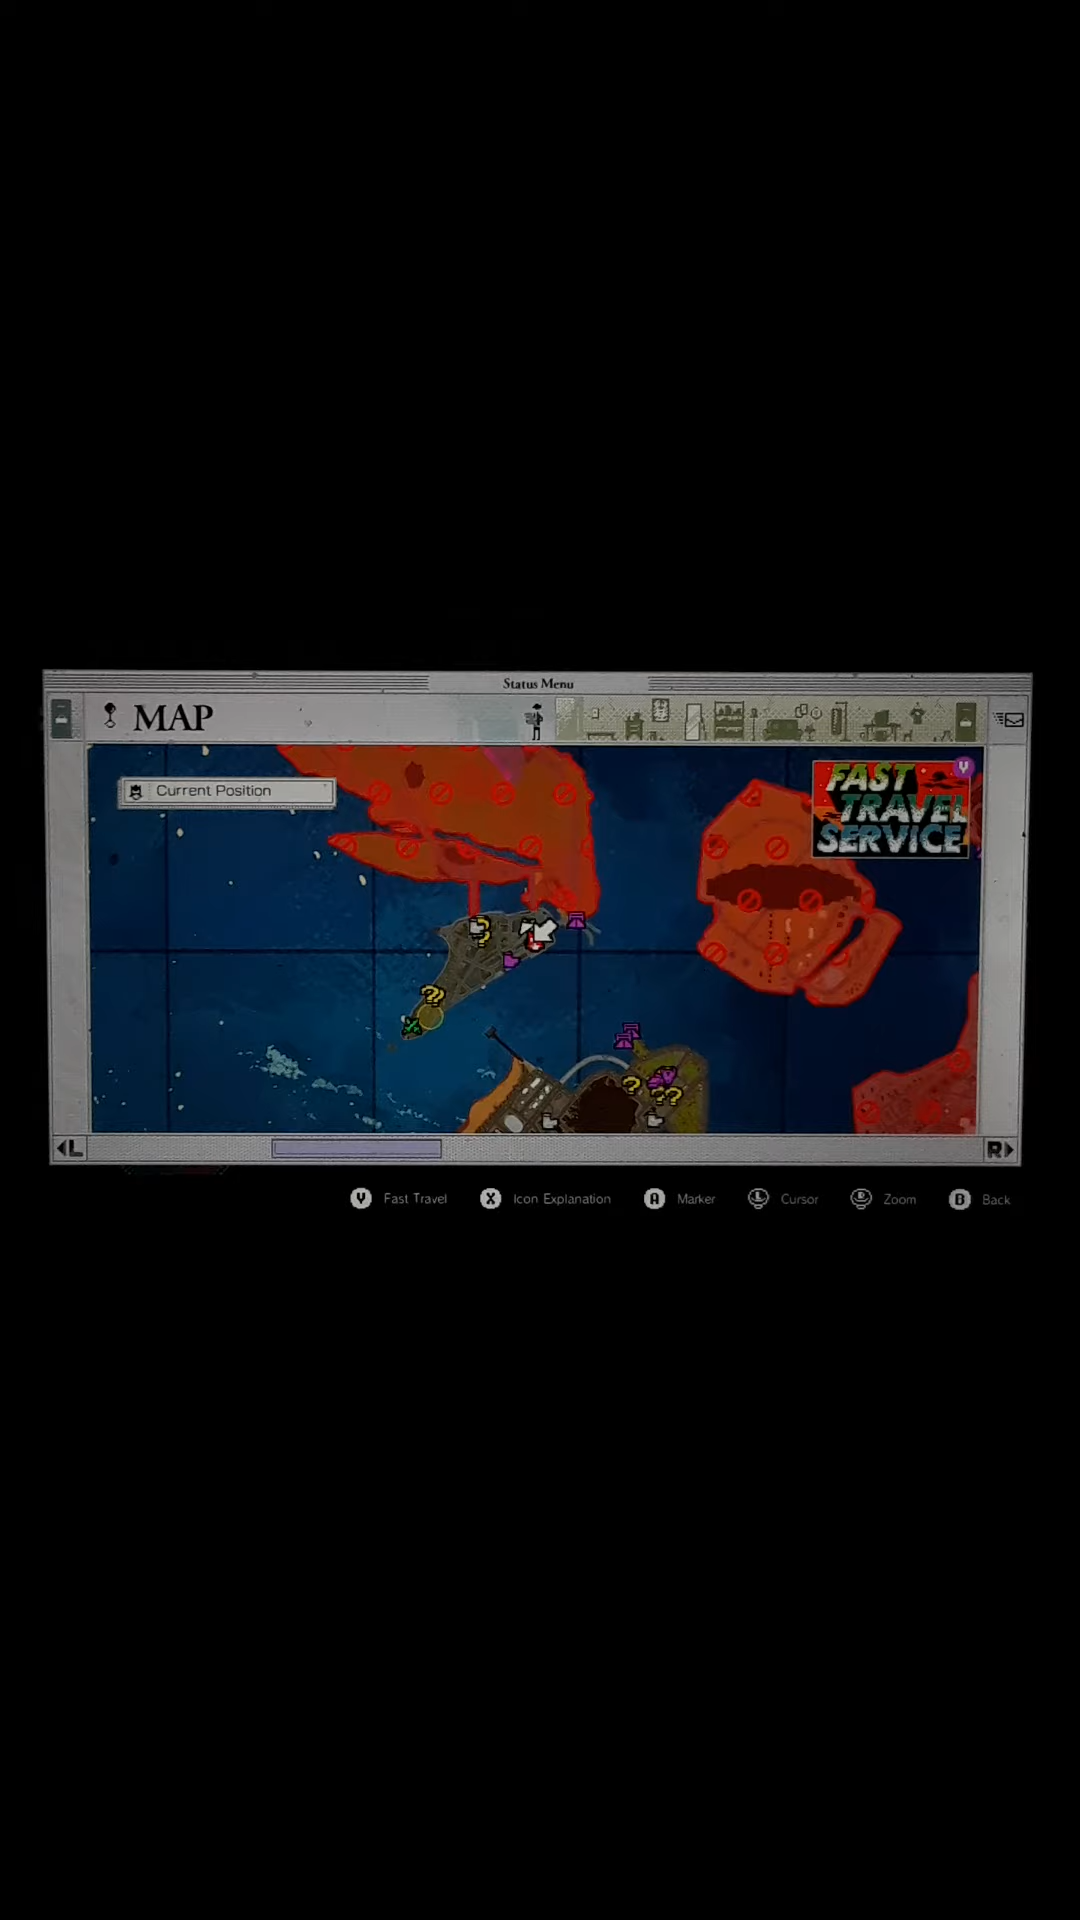 Status Menu
MAP
Current Position
FAST
TRAVEL
SERVICE
Y
L
R
Y Fast Travel
X Icon Explanation
A Marker
L Cursor
R Zoom
B Back